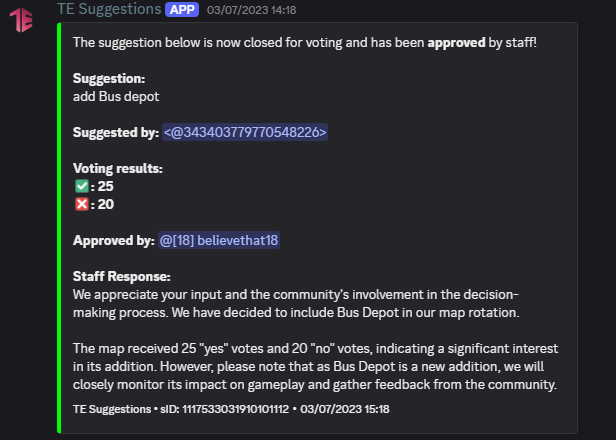 TE
TE Suggestions APP 03/07/2023 14:18
The suggestion below is now closed for voting and has been approved by staff!
Suggestion:
add Bus depot
Suggested by: <@343403779770548226>
Voting results:
✅: 25
❌: 20
Approved by: @[18] believethat18
Staff Response:
We appreciate your input and the community's involvement in the decision-
making process. We have decided to include Bus Depot in our map rotation.
The map received 25 "yes" votes and 20 "no" votes, indicating a significant interest
in its addition. However, please note that as Bus Depot is a new addition, we will
closely monitor its impact on gameplay and gather feedback from the community.
TE Suggestions • sID: 1117533031910101112 • 03/07/2023 15:18